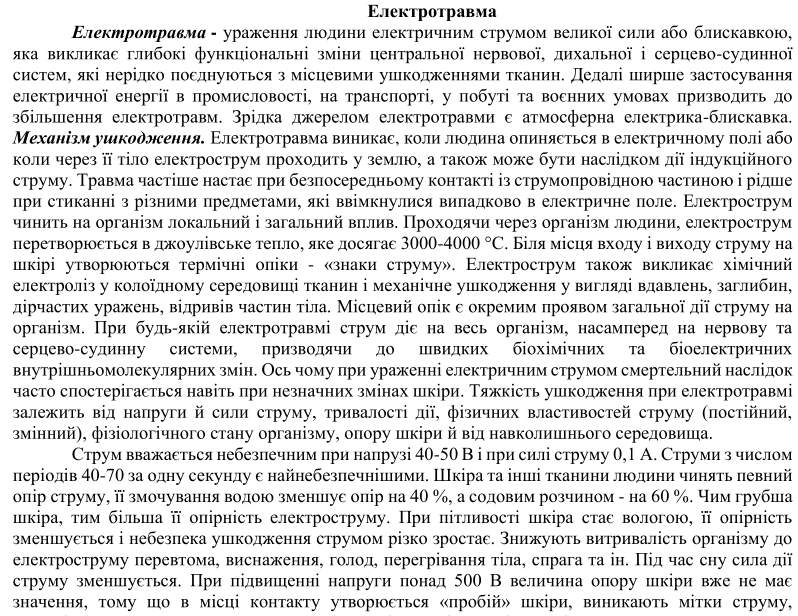 Електротравма
Електротравма - ураження людини електричним струмом великої сили або блискавкою,
яка викликає глибокі функціональні зміни центральної нервової, дихальної і серцево-судинної
систем, які нерідко поєднуються з місцевими ушкодженнями тканин. Дедалі ширше застосування
електричної енергії в промисловості, на транспорті, у побуті та воєнних умовах призводить до
збільшення електротравм. Зрідка джерелом електротравми є атмосферна електрика-блискавка.
Механізм ушкодження. Електротравма виникає, коли людина опиняється в електричному полі або
коли через її тіло електрострум проходить у землю, а також може бути наслідком дії індукційного
струму. Травма частіше настає при безпосередньому контакті із струмопровідною частиною і рідше
при стиканні з різними предметами, які ввімкнулися випадково в електричне поле. Електрострум
чинить на організм локальний і загальний вплив. Проходячи через організм людини, електрострум
перетворюється в джоулівське тепло, яке досягає 3000-4000 °С. Біля місця входу і виходу струму на
шкірі утворюються термічні опіки - «знаки струму». Електрострум також викликає хімічний
електроліз у колоїдному середовищі тканин і механічне ушкодження у вигляді вдавлень, заглибин,
дірчастих уражень, відривів частин тіла. Місцевий опік є окремим проявом загальної дії струму на
організм. При будь-якій електротравмі струм діє на весь організм, насамперед на нервову та
серцево-судинну системи, призводячи до швидких біохімічних та біоелектричних
внутрішньомолекулярних змін. Ось чому при ураженні електричним струмом смертельний наслідок
часто спостерігається навіть при незначних змінах шкіри. Тяжкість ушкодження при електротравмі
залежить від напруги й сили струму, тривалості дії, фізичних властивостей струму (постійний,
змінний), фізіологічного стану організму, опору шкіри й від навколишнього середовища.
Струм вважається небезпечним при напрузі 40-50 В і при силі струму 0,1 А. Струми з числом
періодів 40-70 за одну секунду є найнебезпечнішими. Шкіра та інші тканини людини чинять певний
опір струму, її змочування водою зменшує опір на 40 %, а содовим розчином - на 60 %. Чим грубша
шкіра, тим більша її опірність електроструму. При пітливості шкіра стає вологою, її опірність
зменшується і небезпека ушкодження струмом різко зростає. Знижують витривалість організму до
електроструму перевтома, виснаження, голод, перегрівання тіла, спрага та ін. Під час сну сила дії
струму зменшується. При підвищенні напруги понад 500 В величина опору шкіри вже не має
значення, тому що в місці контакту утворюється «пробій» шкіри, виникають мітки струму,